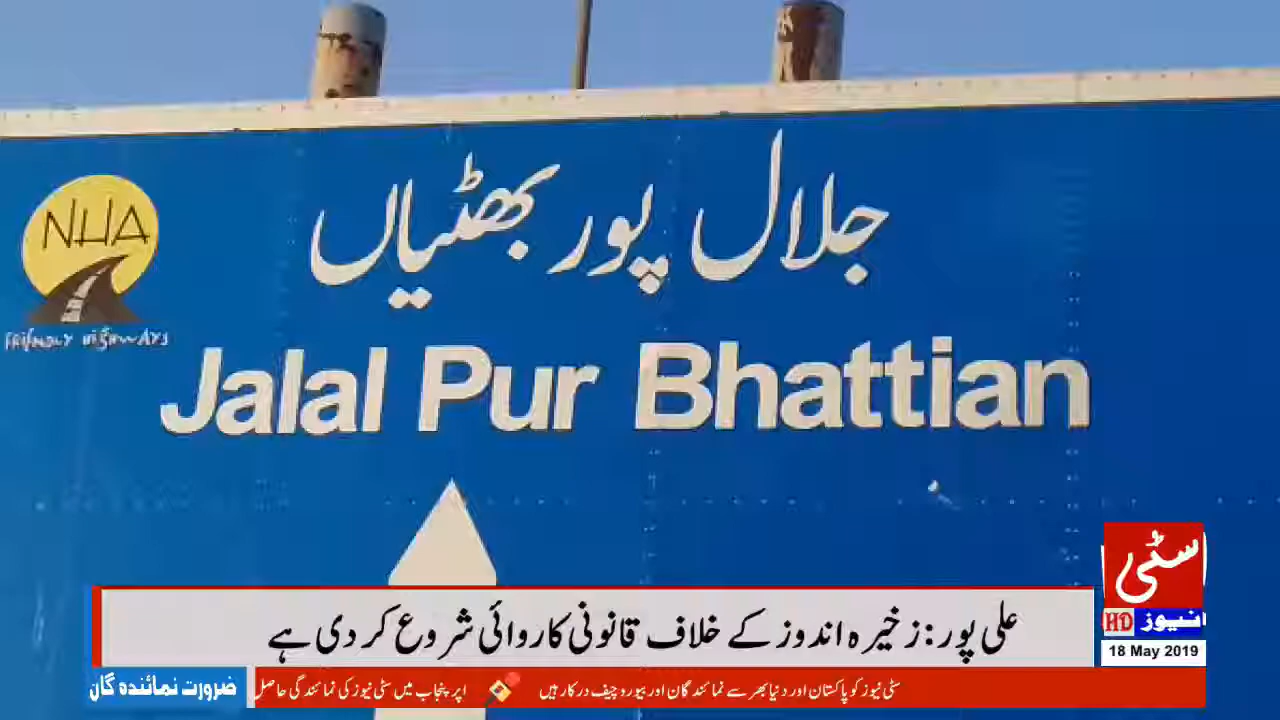 جلال پور بھٹیاں
NHA
FRIENDLY HIGHWAYS
Jalal Pur Bhattian
سٹی
HD نیوز
علی پور: زخیرہ اندوز کے خلاف قانونی کاروائی شروع کر دی ہے
18 May 2019
سٹی نیوز کو پاکستان اور دنیا بھر سے نمائندگان اور بیورو چیف درکار ہیں اپر پنجاب میں سٹی نیوز کی نمائندگی حاصل
ضرورت نمائندہ گان